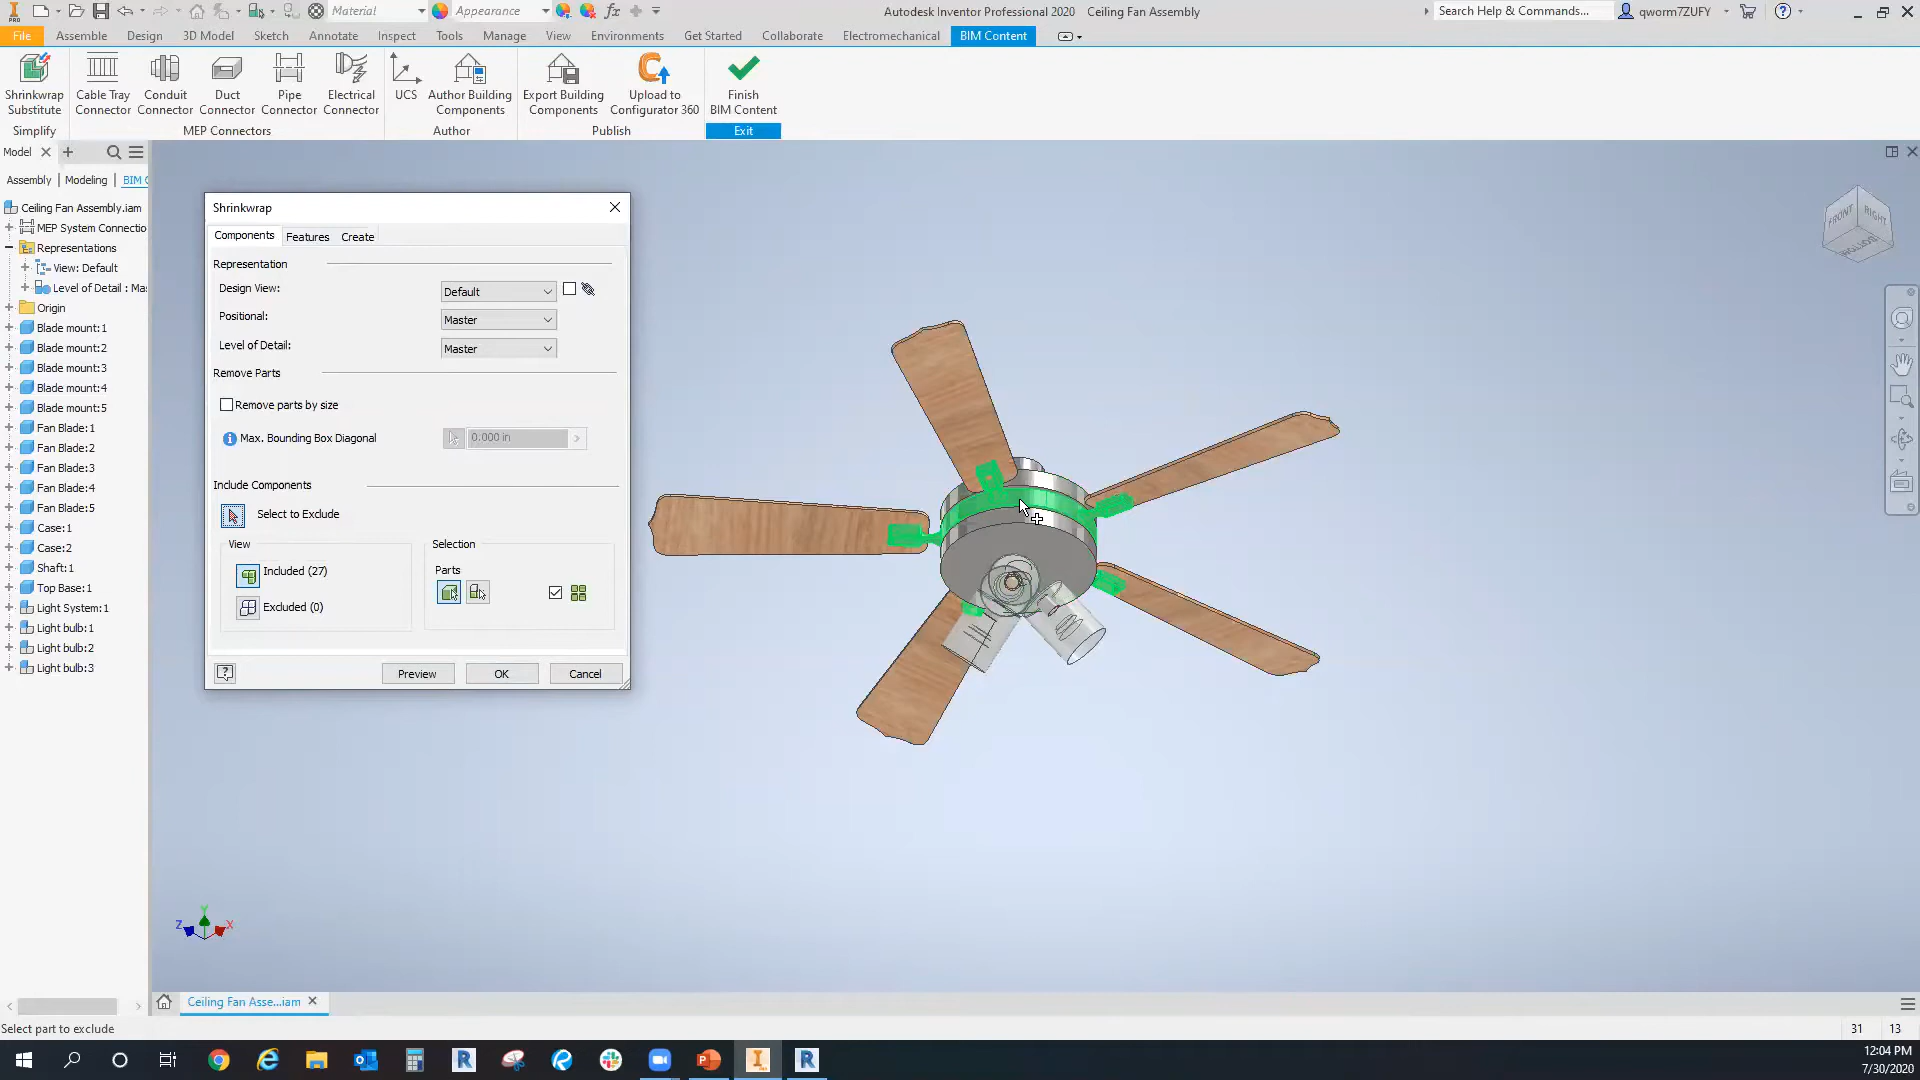 Material
Appearance
Autodesk Inventor Professional 2020 Ceiling Fan Assembly
Search Help & Commands...
qworm7ZUFY
File Assemble Design 3D Model Sketch Annotate Inspect Tools Manage View Environments Get Started Collaborate Electromechanical BIM Content
Shrinkwrap Substitute
Cable Tray Connector
Conduit Connector
Duct Connector
Pipe Connector
Electrical Connector
UCS
Author Building Components
Export Building Components
Upload to Configurator 360
Finish BIM Content
Simplify
MEP Connectors
Author
Publish
Exit
Model
Assembly Modeling BIM C
Ceiling Fan Assembly.iam
MEP System Connectio
Representations
View: Default
Level of Detail : Ma
Origin
Blade mount:1
Blade mount:2
Blade mount:3
Blade mount:4
Blade mount:5
Fan Blade:1
Fan Blade:2
Fan Blade:3
Fan Blade:4
Fan Blade:5
Case:1
Case:2
Shaft:1
Top Base:1
Light System:1
Light bulb:1
Light bulb:2
Light bulb:3
Shrinkwrap
Components Features Create
Representation
Design View: Default
Positional: Master
Level of Detail: Master
Remove Parts
Remove parts by size
Max. Bounding Box Diagonal 0.000 in
Include Components
Select to Exclude
View
Included (27)
Excluded (0)
Selection
Parts
Preview OK Cancel
FRONT RIGHT
BOTTOM
Z Y X
Ceiling Fan Asse...iam
Select part to exclude
31 13
12:04 PM
7/30/2020